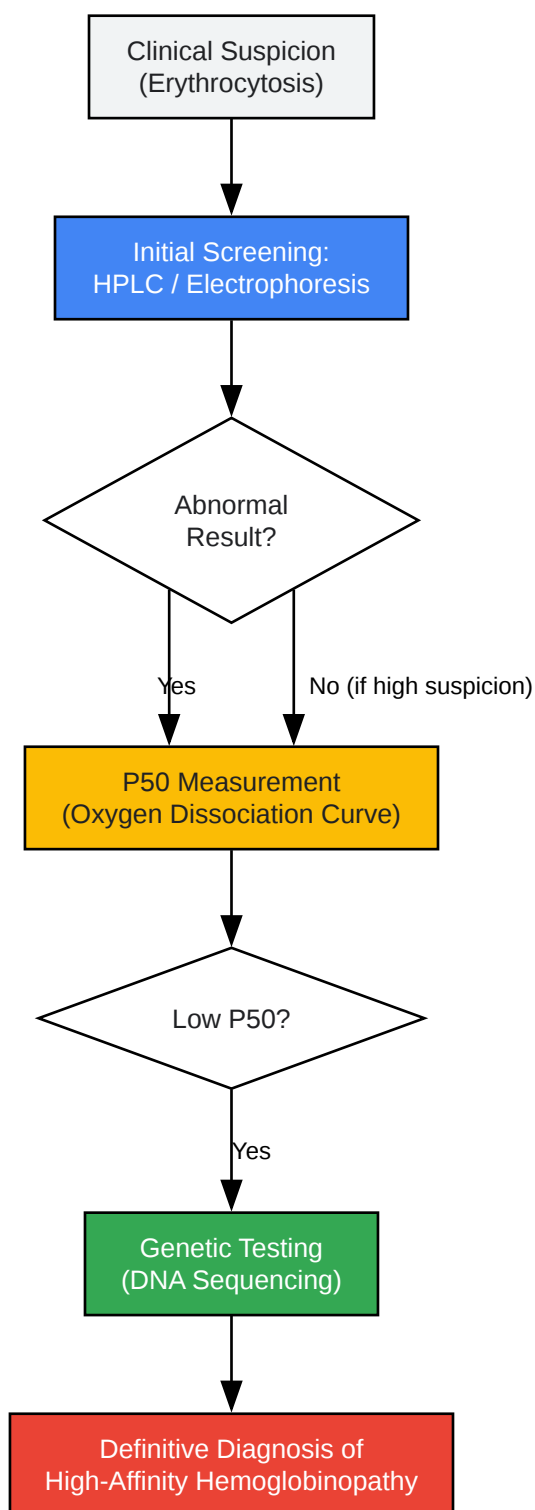 Clinical Suspicion
(Erythrocytosis)
Initial Screening:
HPLC / Electrophoresis
Abnormal
Result?
Yes
No (if high suspicion)
P50 Measurement
(Oxygen Dissociation Curve)
Low P50?
Yes
Genetic Testing
(DNA Sequencing)
Definitive Diagnosis of
High-Affinity Hemoglobinopathy